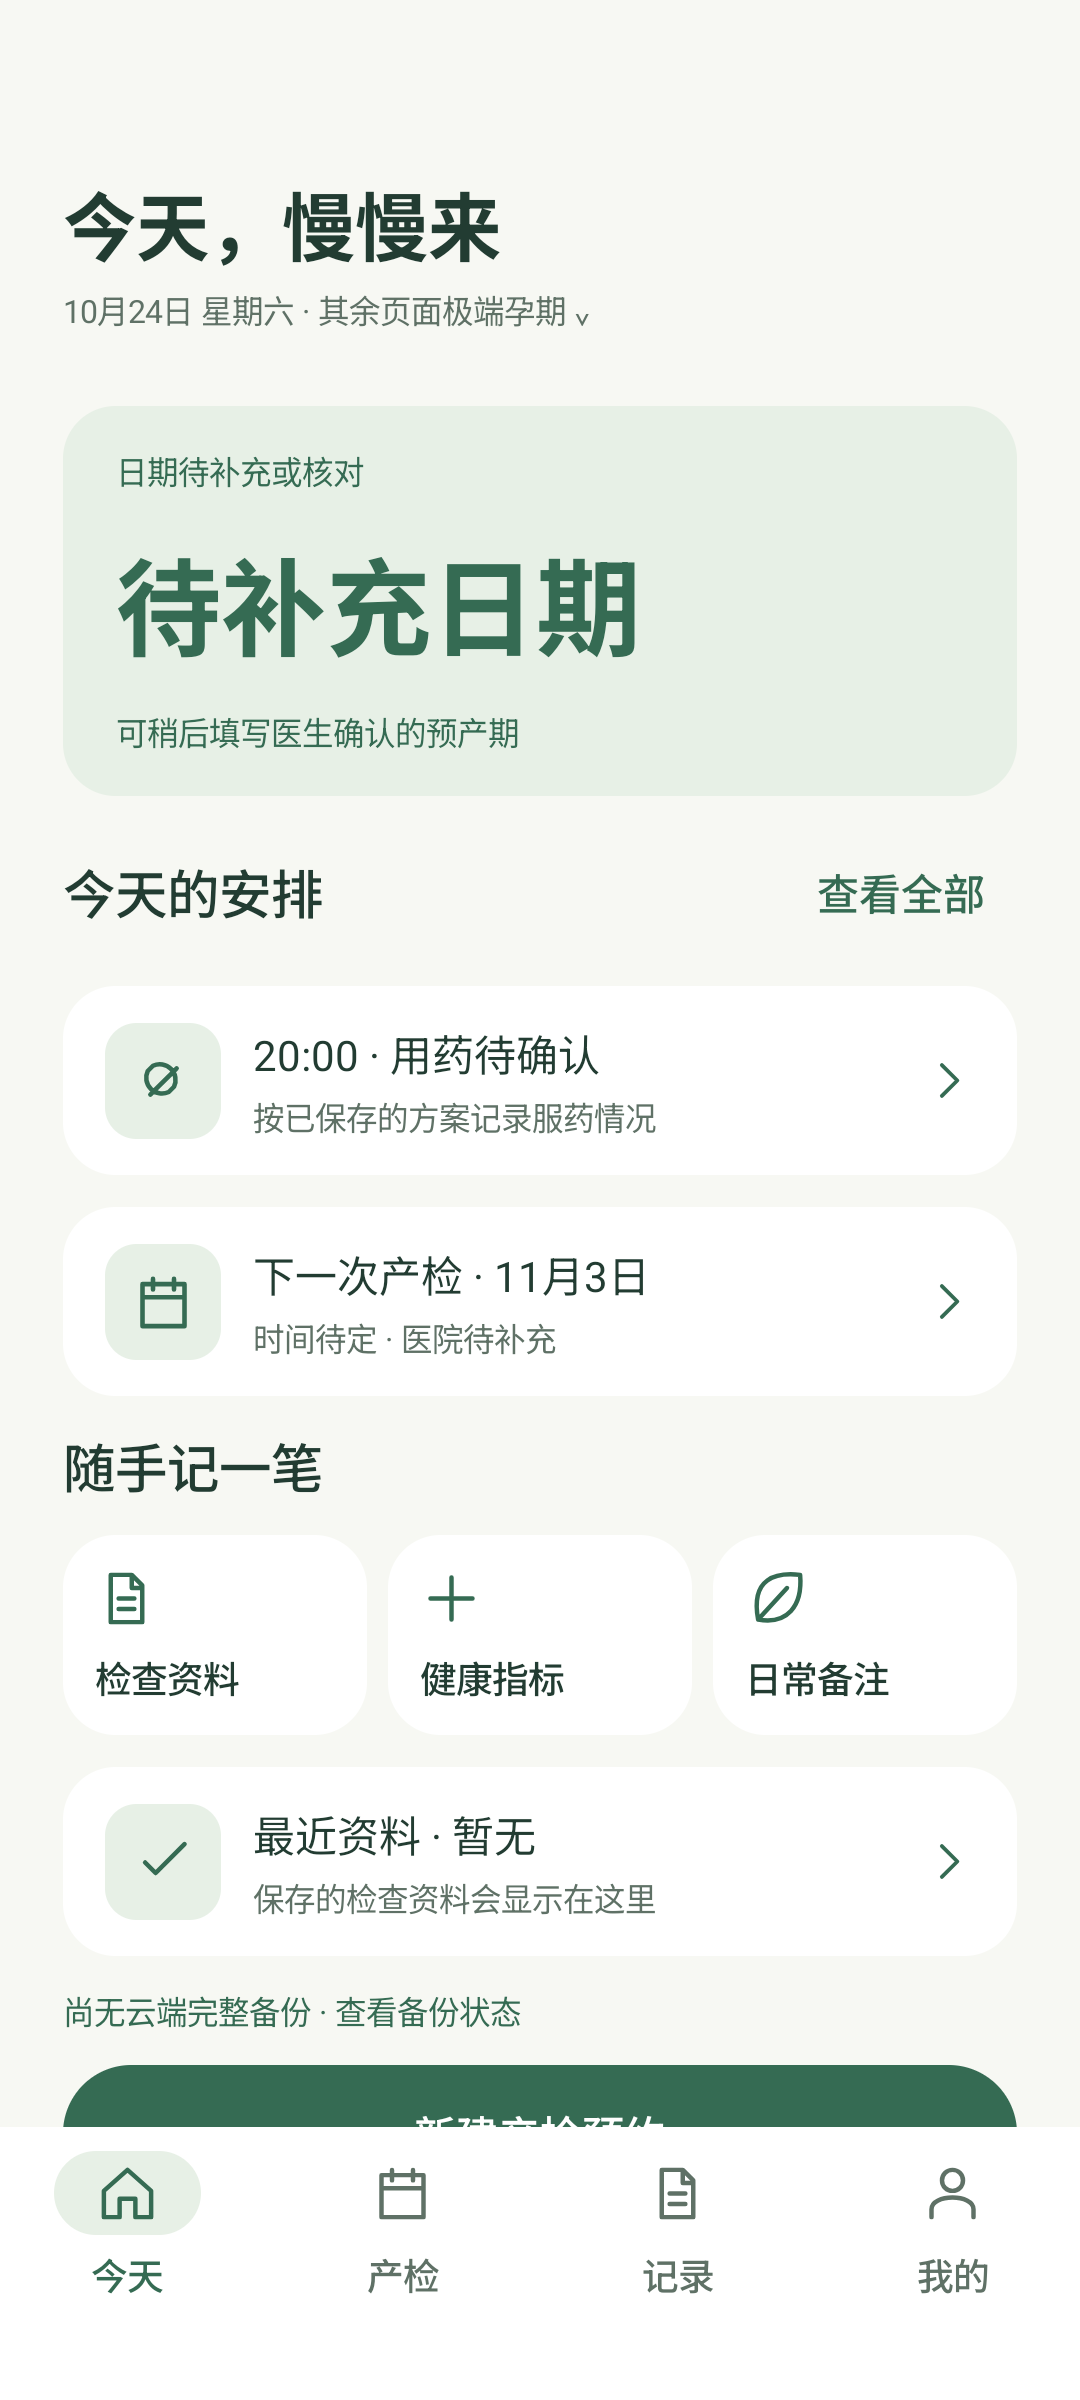 今天，慢慢来
10月24日 星期六 · 其余页面极端孕期
日期待补充或核对
待补充日期
可稍后填写医生确认的预产期
今天的安排
查看全部
20:00 · 用药待确认
按已保存的方案记录服药情况
下一次产检 · 11月3日
时间待定 · 医院待补充
随手记一笔
检查资料
健康指标
日常备注
最近资料 · 暂无
保存的检查资料会显示在这里
尚无云端完整备份 · 查看备份状态
新建产检预约
今天
产检
记录
我的